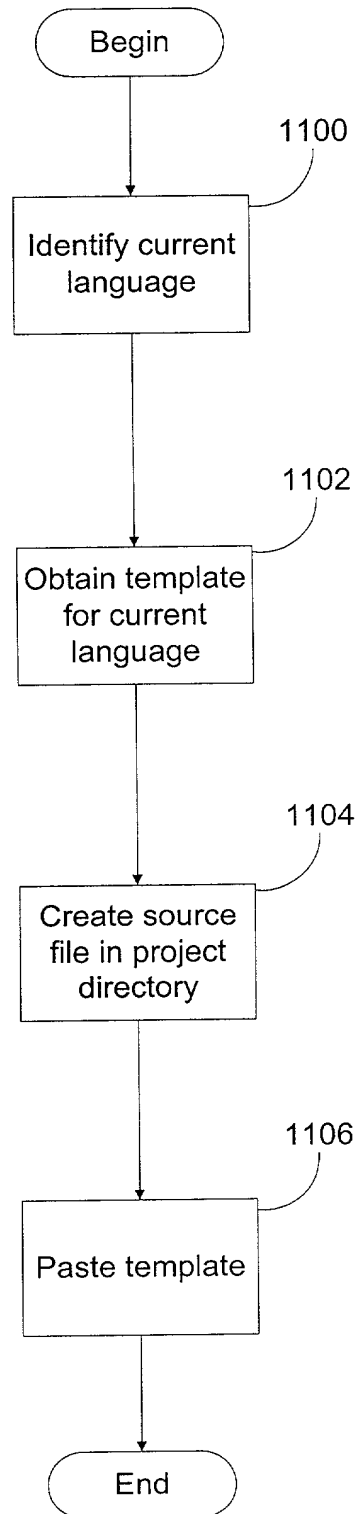 Begin
1100
Identify current
language
1102
Obtain template
for current
language
1104
Create source
file in project
directory
1106
Paste template
End